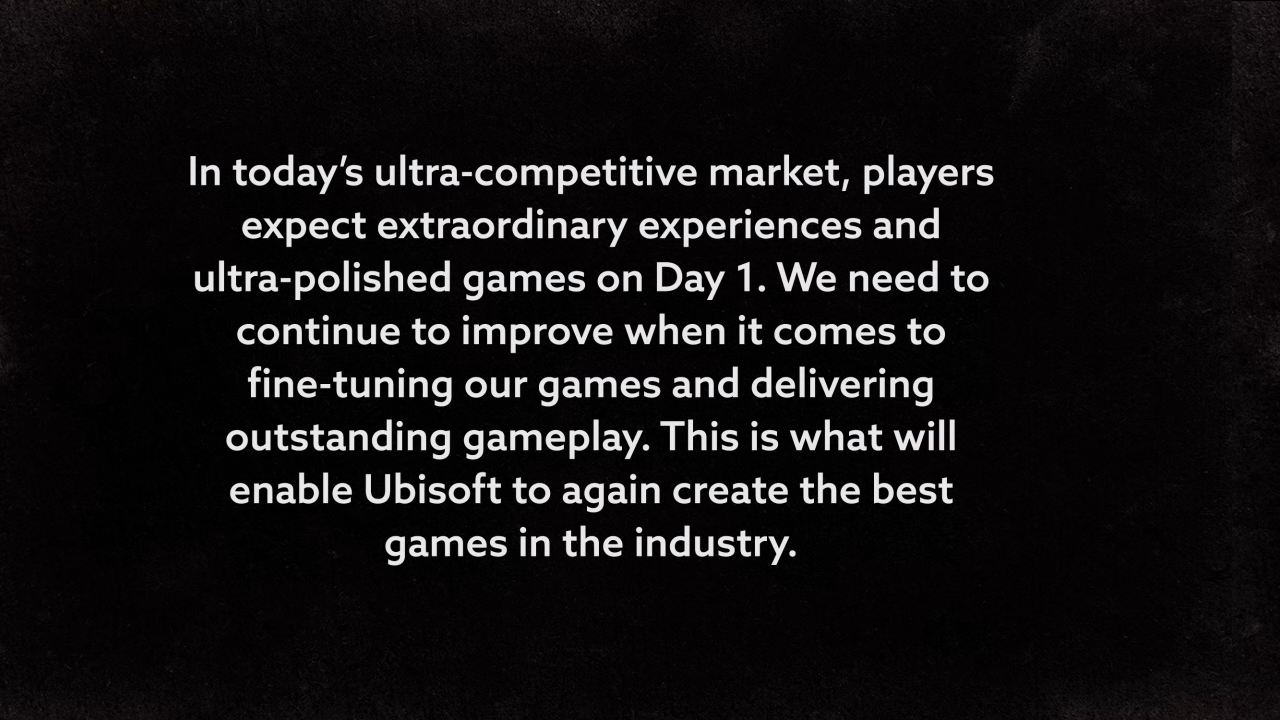 In today’s ultra-competitive market, players
expect extraordinary experiences and
ultra-polished games on Day 1. We need to
continue to improve when it comes to
fine-tuning our games and delivering
outstanding gameplay. This is what will
enable Ubisoft to again create the best
games in the industry.